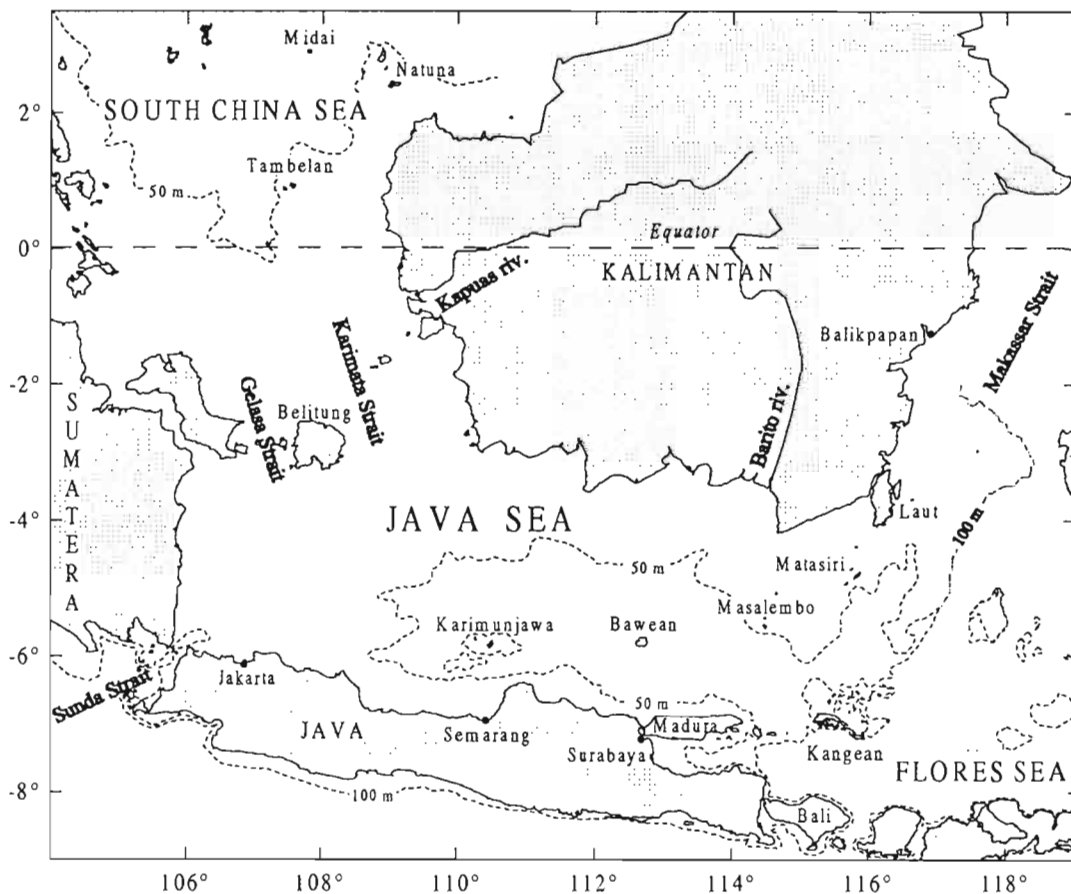 Midai
Natuna
SOUTH CHINA SEA
2°
Tambelan
50 m
0°
Equator
KALIMANTAN
Kapuas riv.
Makassar Strait
Balikpapan
Karimata Strait
-2°
SUMATERA
Gelasa Strait
Belitung
Barito riv.
Laut
JAVA SEA
100 m
-4°
50 m
Matasiri
Masalembo
Karimunjawa
Bawean
-6°
Jakarta
Sunda Strait
50 m
JAVA
Semarang
Madura
Surabaya
Kangean
FLORES SEA
-8°
100 m
Bali
106°
108°
110°
112°
114°
116°
118°